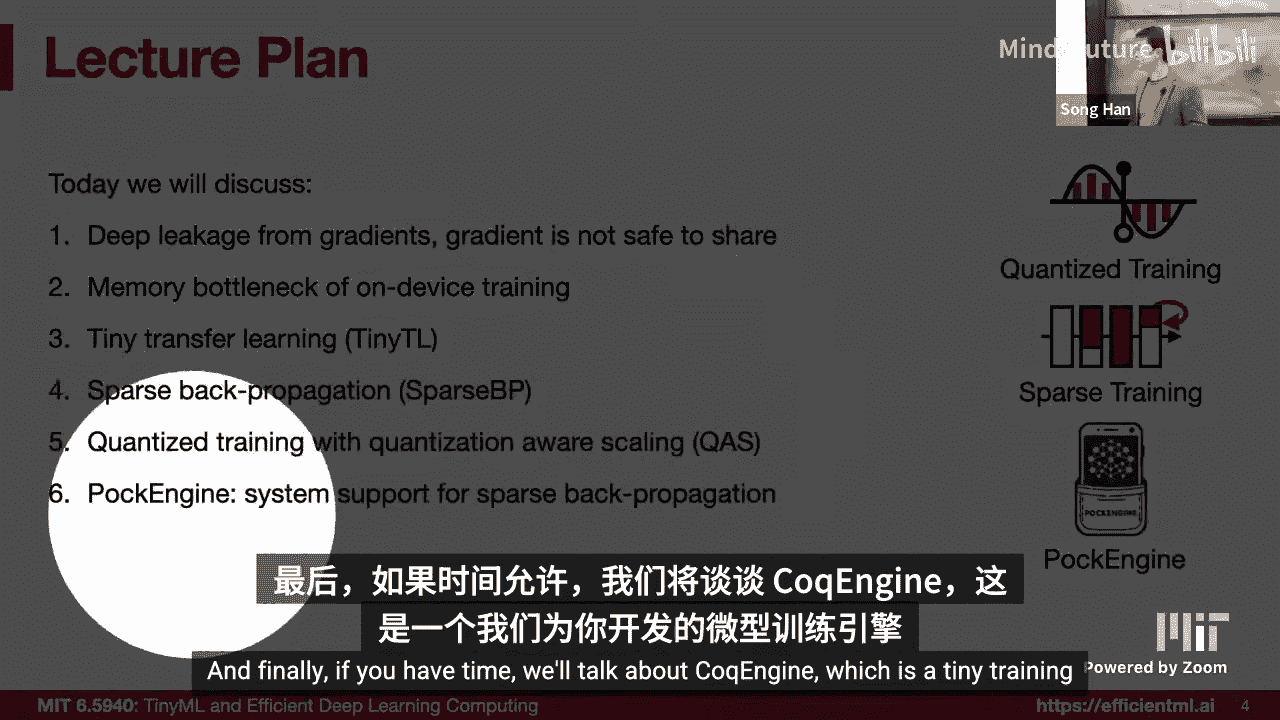 Lecture Plan
Mind Future bilibili
Song Han
Today we will discuss:
1. Deep leakage from gradients, gradient is not safe to share
2. Memory bottleneck of on-device training
3. Tiny transfer learning (TinyTL)
4. Sparse back-propagation (SparseBP)
5. Quantized training with quantization aware scaling (QAS)
6. PockEngine: system support for sparse back-propagation
Quantized Training
Sparse Training
POCKENGINE
PockEngine
最后，如果时间允许，我们将谈谈 CoqEngine，这
是一个我们为你开发的微型训练引擎
And finally, if you have time, we'll talk about CoqEngine, which is a tiny training
MIT
Powered by Zoom
MIT 6.5940: TinyML and Efficient Deep Learning Computing
https://efficientml.ai
4